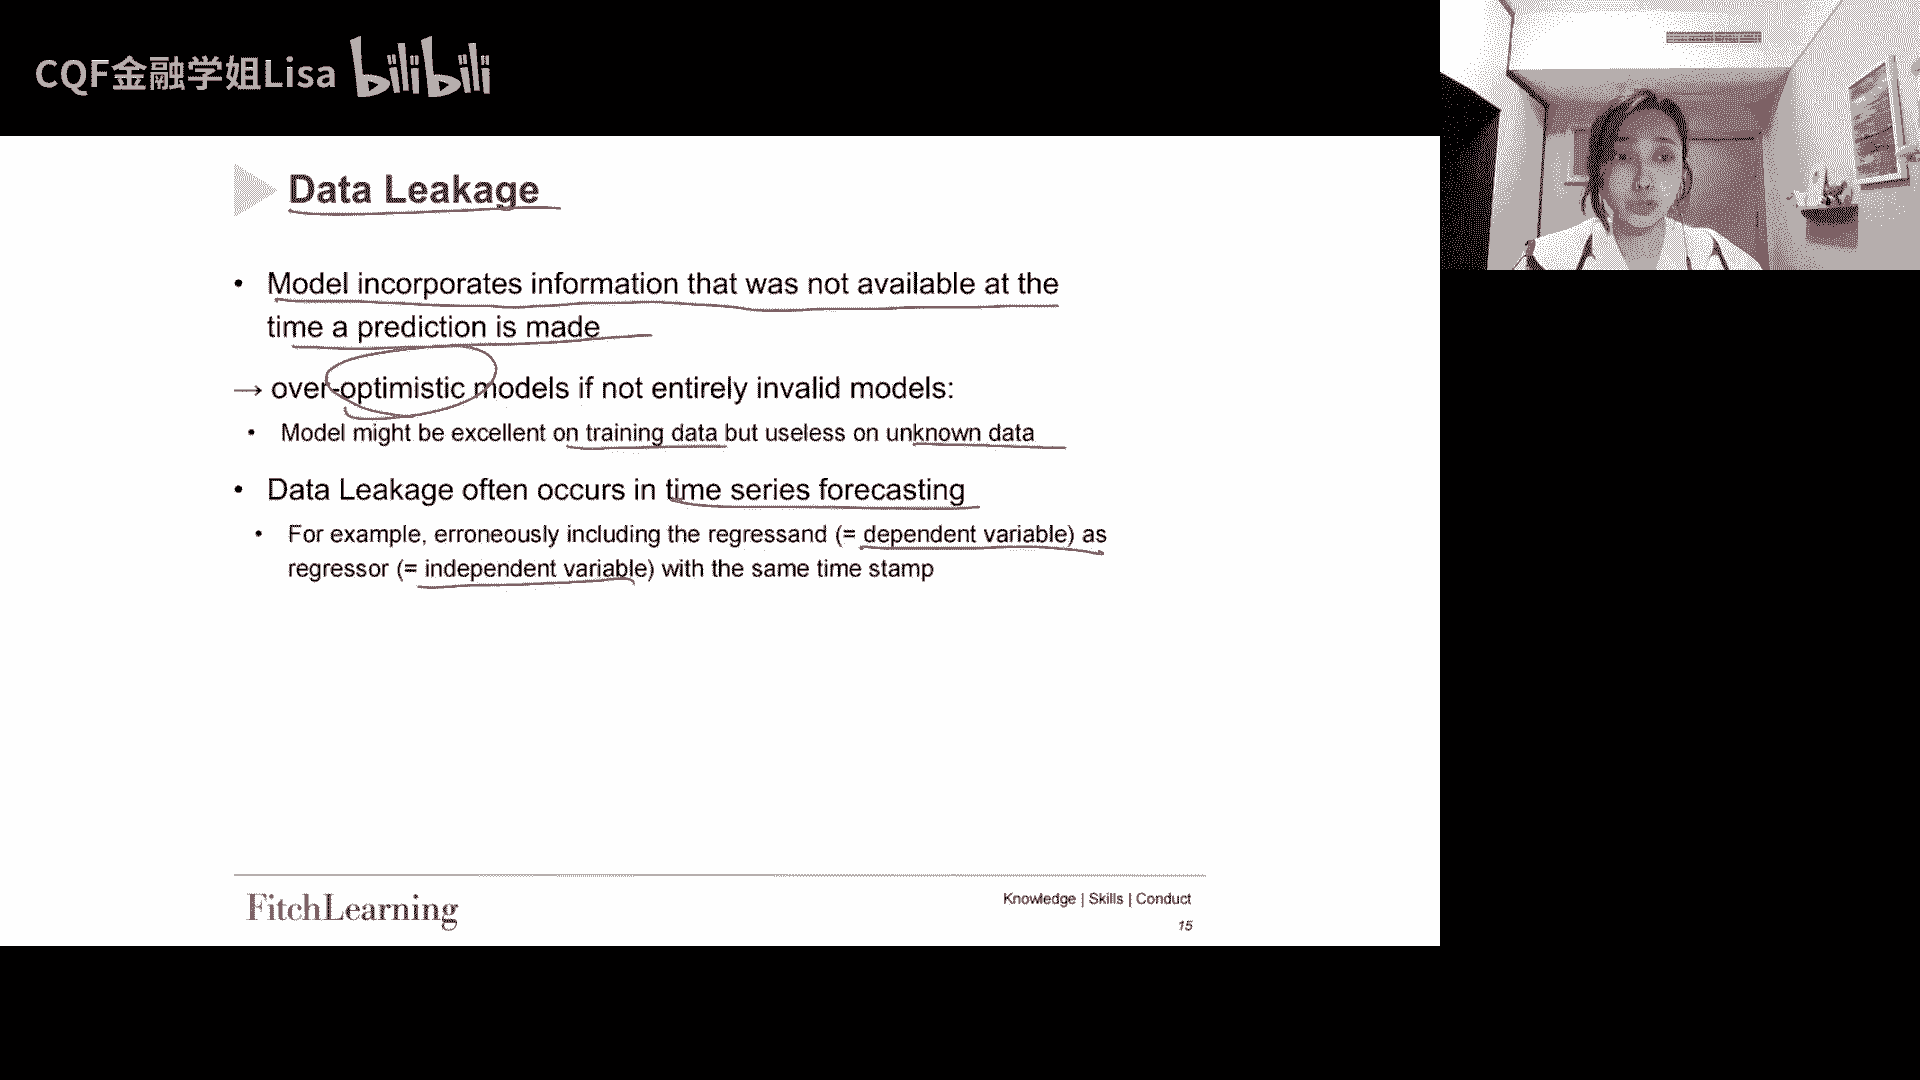 CQF金融学姐Lisa bilibili
Data Leakage
• Model incorporates information that was not available at the
time a prediction is made
→ over-optimistic models if not entirely invalid models:
• Model might be excellent on training data but useless on unknown data
• Data Leakage often occurs in time series forecasting
• For example, erroneously including the regressand (= dependent variable) as
regressor (= independent variable) with the same time stamp
FitchLearning
Knowledge | Skills | Conduct
15